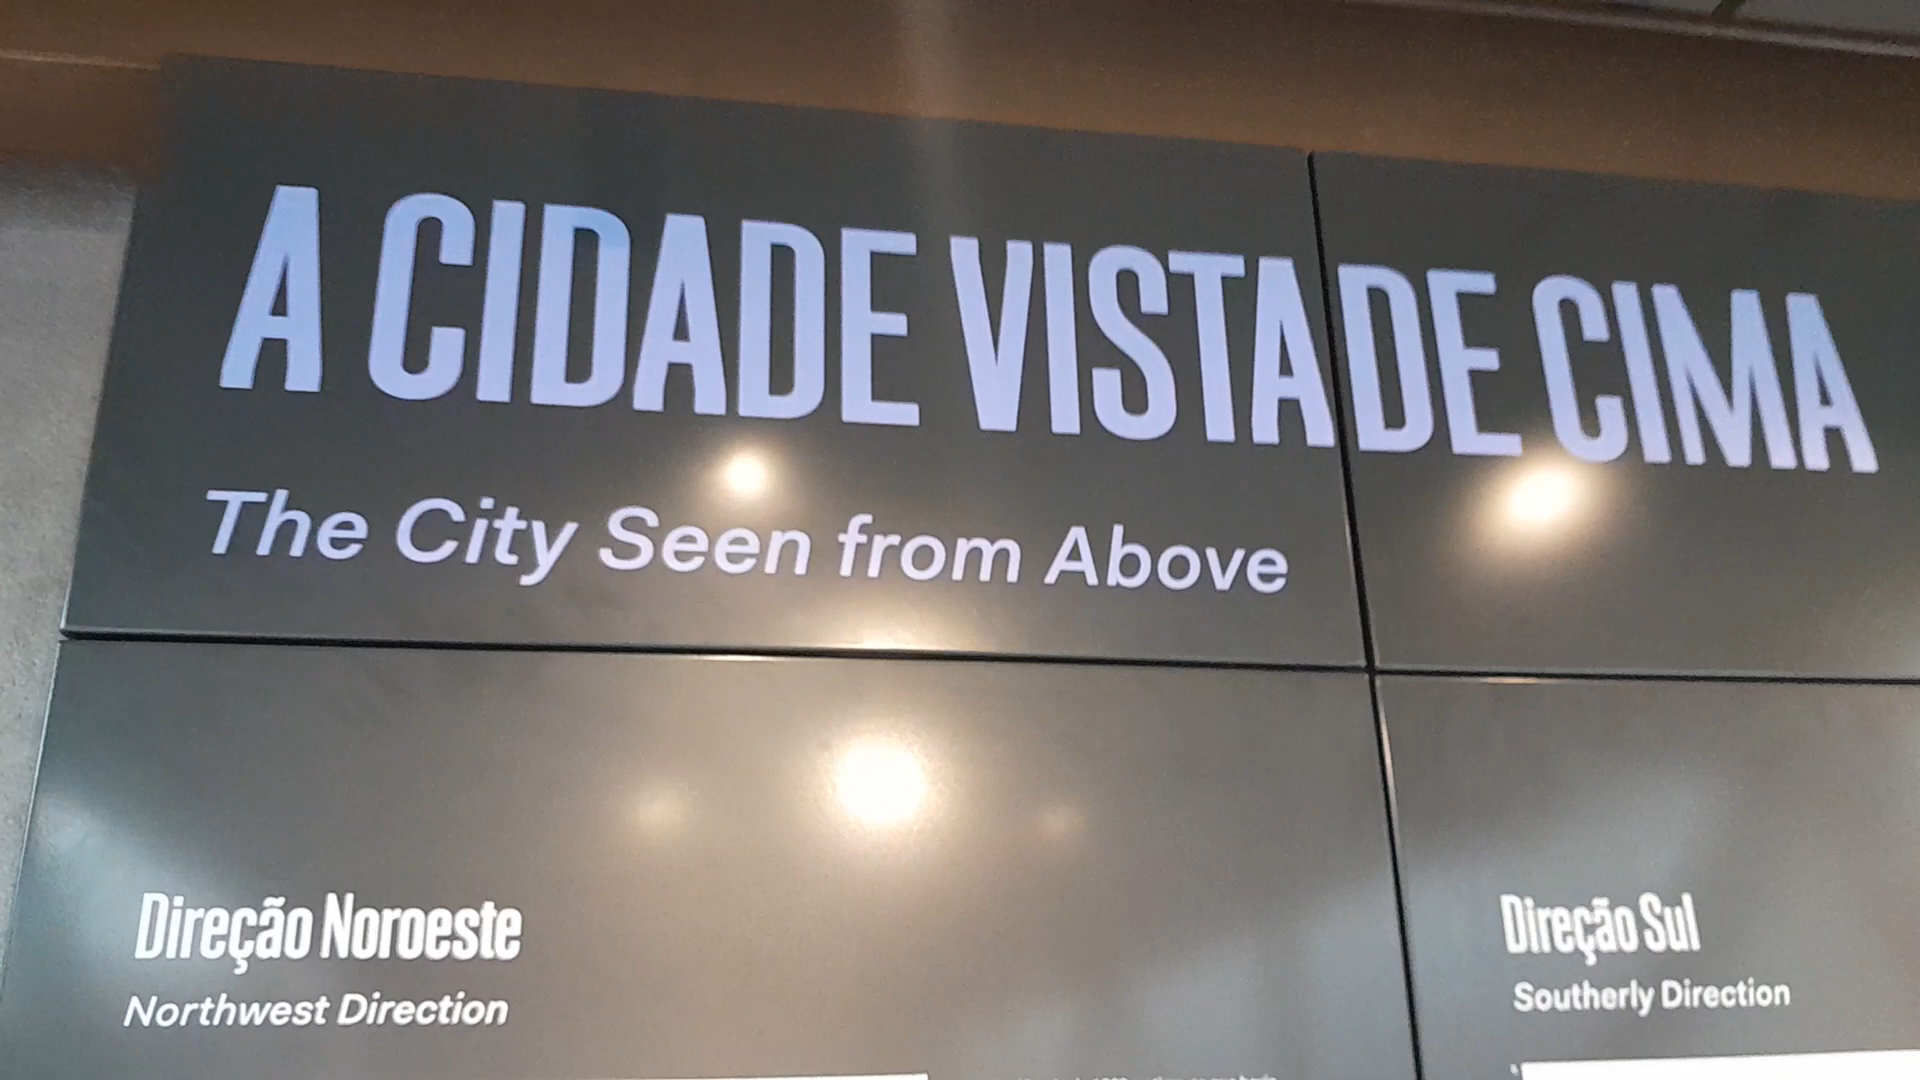 A CIDADE VISTA DE CIMA
The City Seen from Above
Direção Noroeste
Northwest Direction
Direção Sul
Southerly Direction